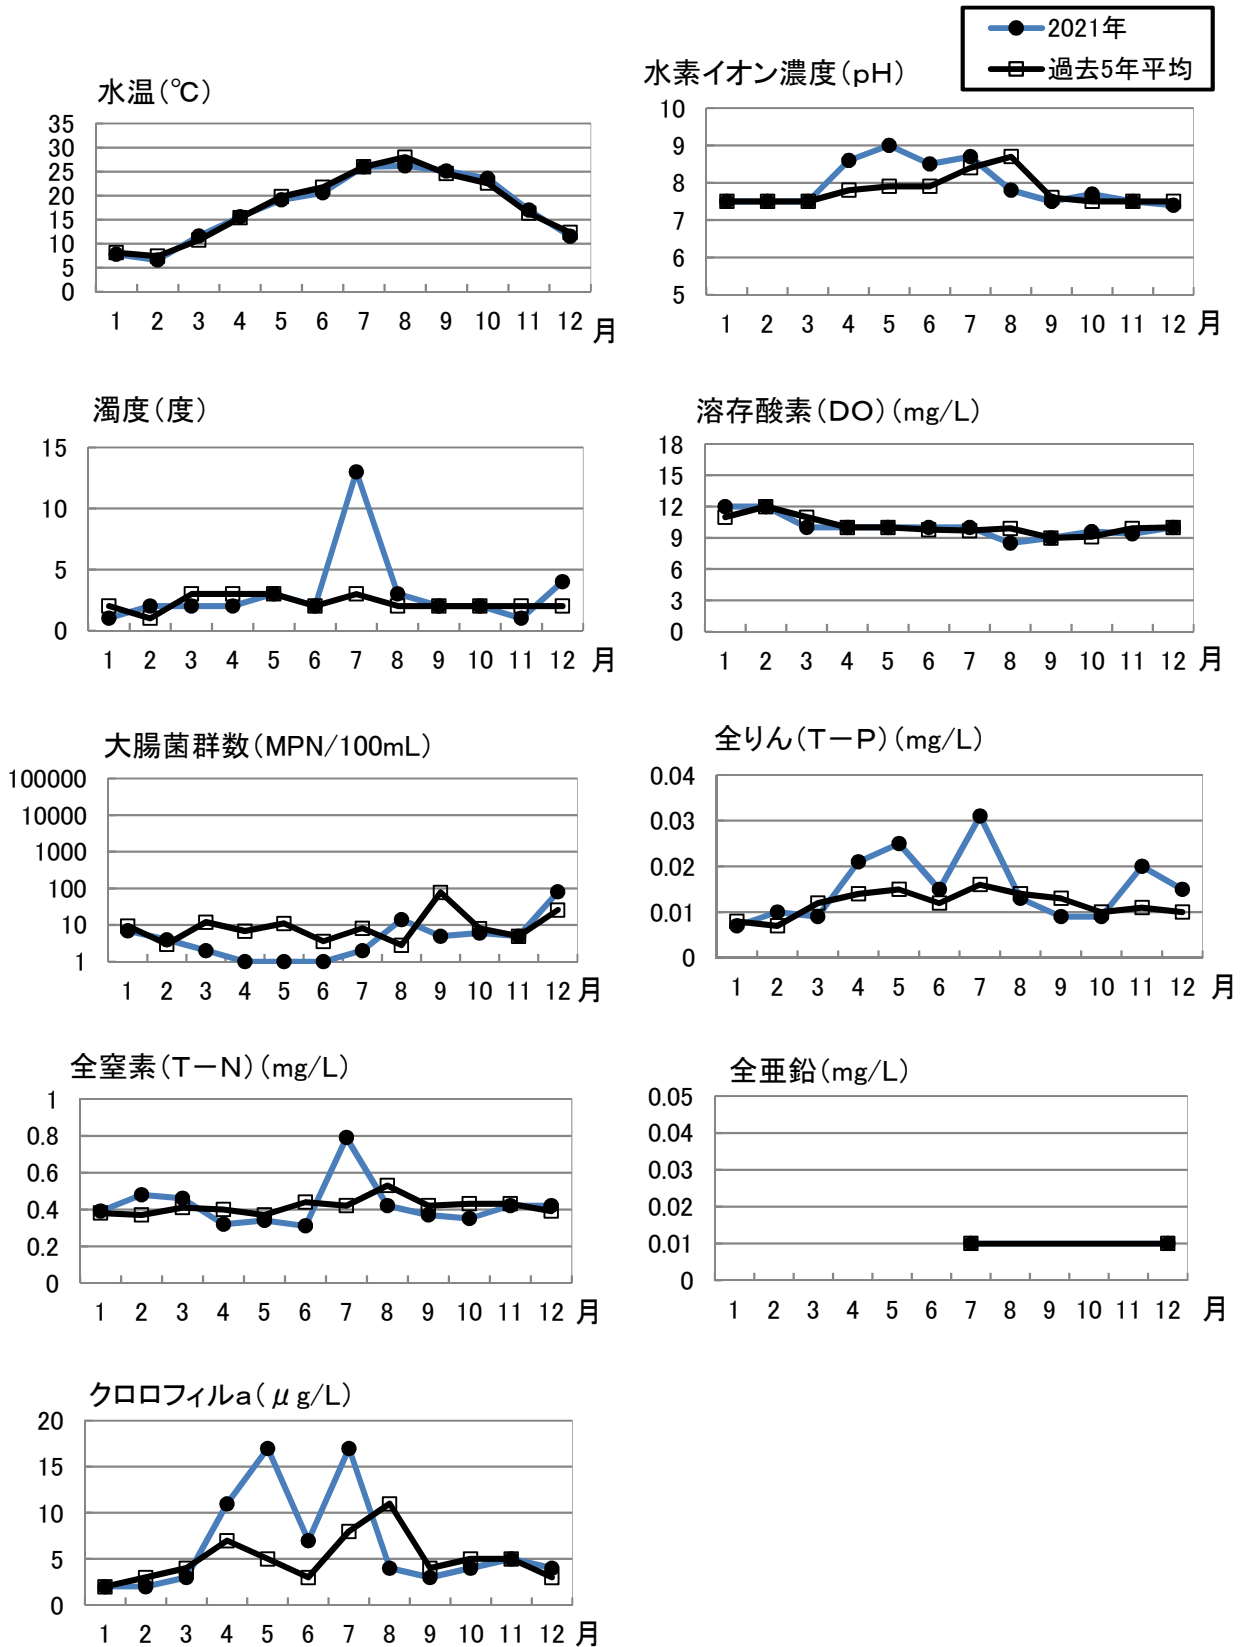 2021年
過去5年平均
水温(℃)
35
30
25
20
15
10
5
0
1 2 3 4 5 6 7 8 9 10 11 12 月
水素イオン濃度(pH)
10
9
8
7
6
5
1 2 3 4 5 6 7 8 9 10 11 12 月
濁度(度)
15
10
5
0
1 2 3 4 5 6 7 8 9 10 11 12 月
溶存酸素(DO)(mg/L)
18
15
12
9
6
3
0
1 2 3 4 5 6 7 8 9 10 11 12 月
大腸菌群数(MPN/100mL)
100000
10000
1000
100
10
1
1 2 3 4 5 6 7 8 9 10 11 12 月
全りん(T-P)(mg/L)
0.04
0.03
0.02
0.01
0
1 2 3 4 5 6 7 8 9 10 11 12 月
全窒素(T-N)(mg/L)
1
0.8
0.6
0.4
0.2
0
1 2 3 4 5 6 7 8 9 10 11 12 月
全亜鉛(mg/L)
0.05
0.04
0.03
0.02
0.01
0
1 2 3 4 5 6 7 8 9 10 11 12 月
クロロフィルa(μg/L)
20
15
10
5
0
1 2 3 4 5 6 7 8 9 10 11 12 月